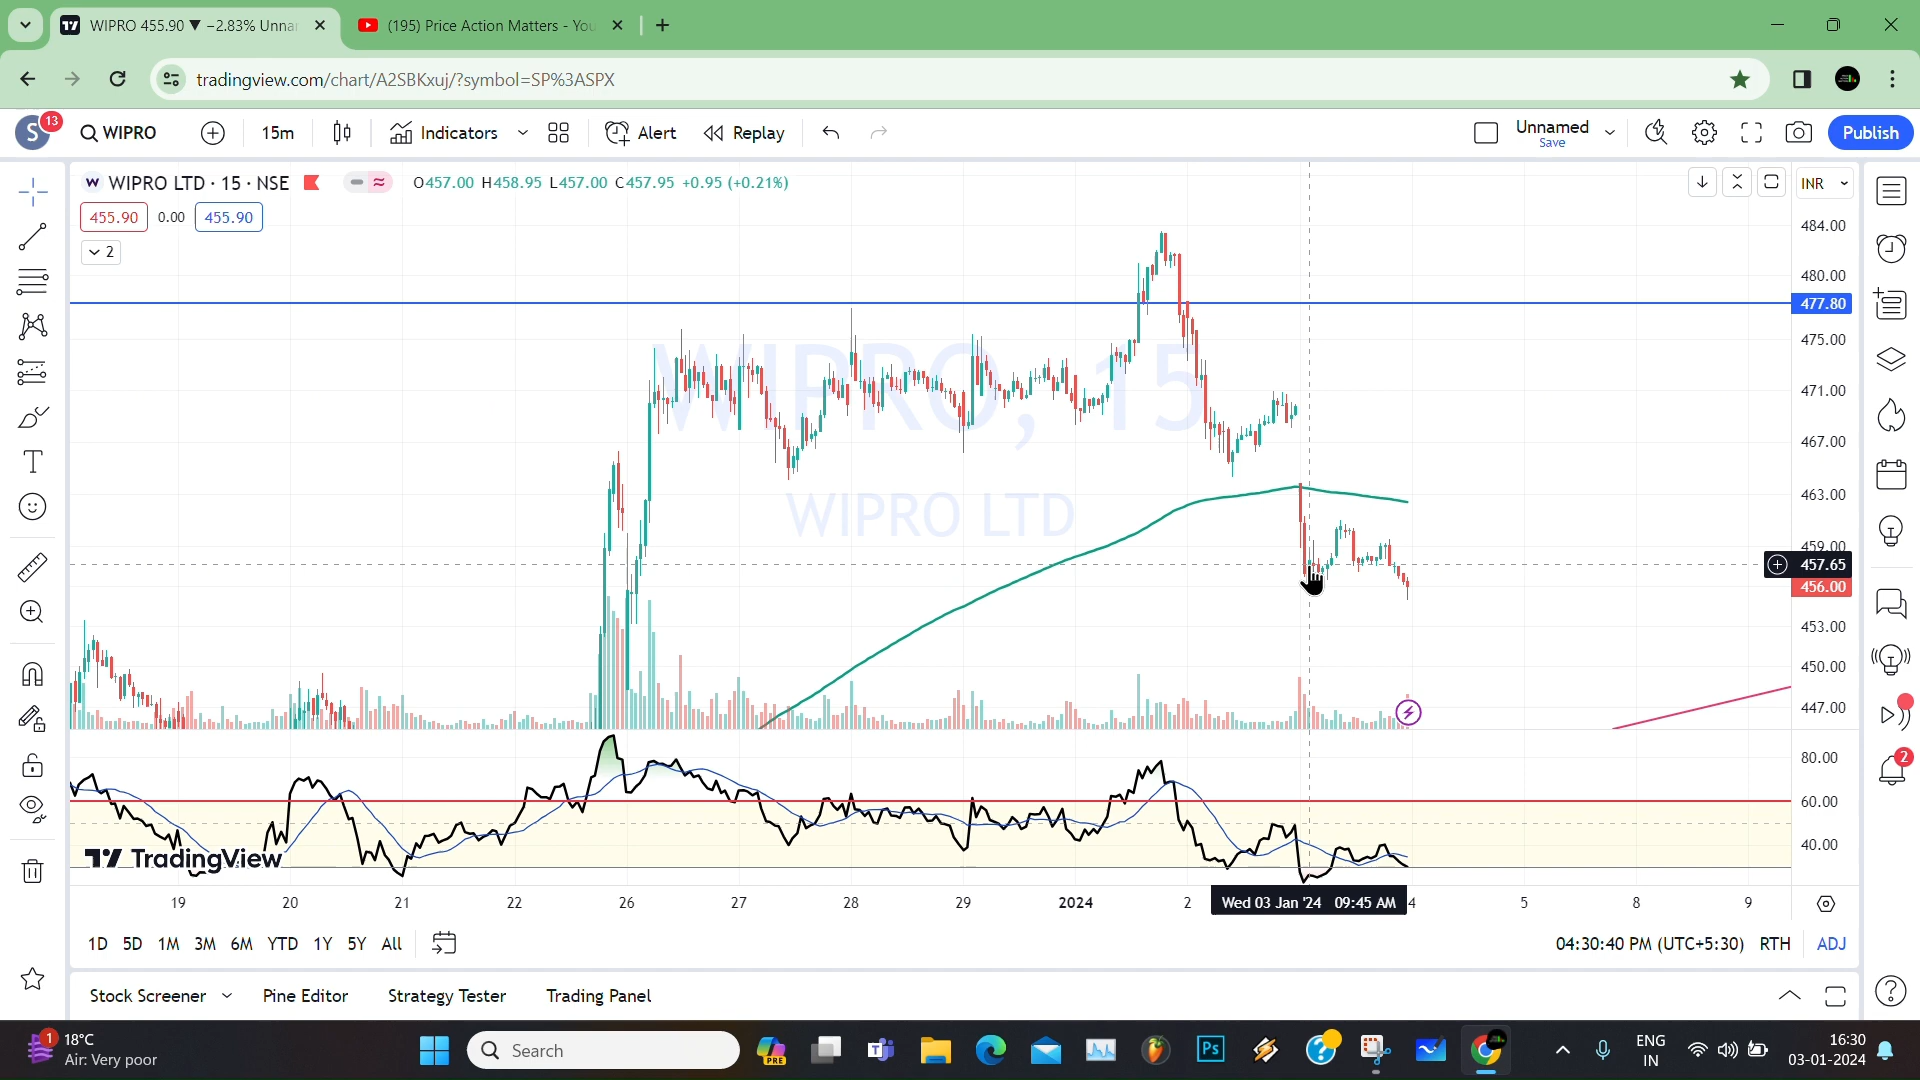 WIPRO 455.90 ▼ −2.83% Unnar
(195) Price Action Matters - You
tradingview.com/chart/A2SBKxuj/?symbol=SP%3ASPX
S
13
WIPRO
15m
Indicators
Alert
Replay
Unnamed
Save
Publish
WIPRO LTD · 15 · NSE
O457.00 H458.95 L457.00 C457.95 +0.95 (+0.21%)
INR
455.90
0.00
455.90
2
WIPRO, 15
WIPRO LTD
484.00
480.00
477.80
475.00
471.00
467.00
463.00
459.00
457.65
456.00
453.00
450.00
447.00
80.00
60.00
40.00
2
TradingView
19 20 21 22 26 27 28 29 2024 2 Wed 03 Jan '24 09:45 AM 4 5 8 9
1D 5D 1M 3M 6M YTD 1Y 5Y All
04:30:40 PM (UTC+5:30) RTH ADJ
Stock Screener Pine Editor Strategy Tester Trading Panel
1
18°C
Air: Very poor
Search
PRE
Ps
ENG
IN
16:30
03-01-2024